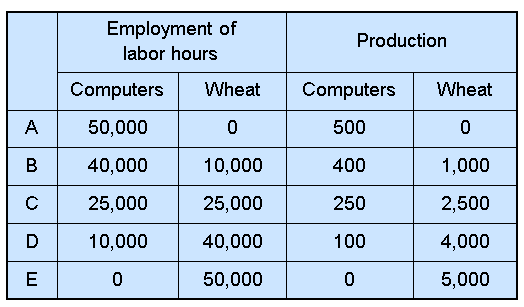 Employment of labor hours Production
Computers Wheat Computers Wheat
A 50,000 0 500 0
B 40,000 10,000 400 1,000
C 25,000 25,000 250 2,500
D 10,000 40,000 100 4,000
E 0 50,000 0 5,000